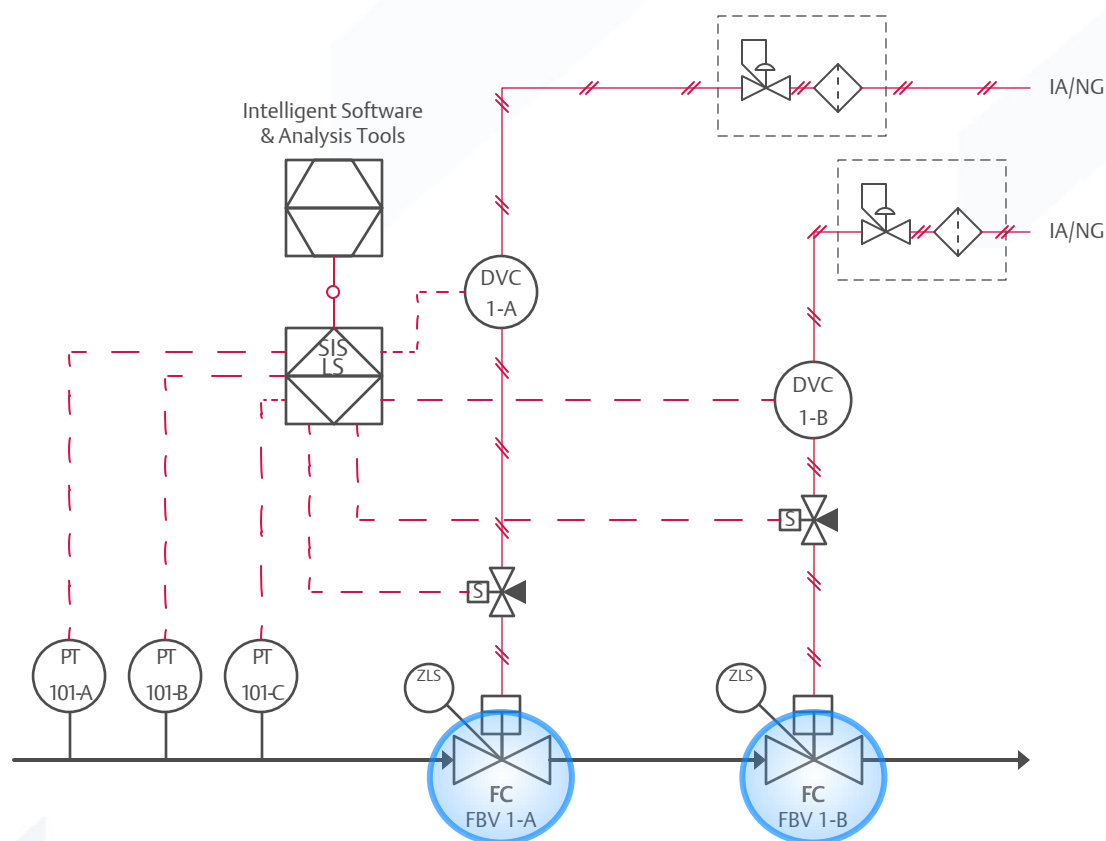 IA/NG
Intelligent Software
& Analysis Tools
IA/NG
DVC
1-A
SIS
LS
DVC
1-B
S
S
PT
101-A
PT
101-B
PT
101-C
ZLS
ZLS
FC
FBV 1-A
FC
FBV 1-B